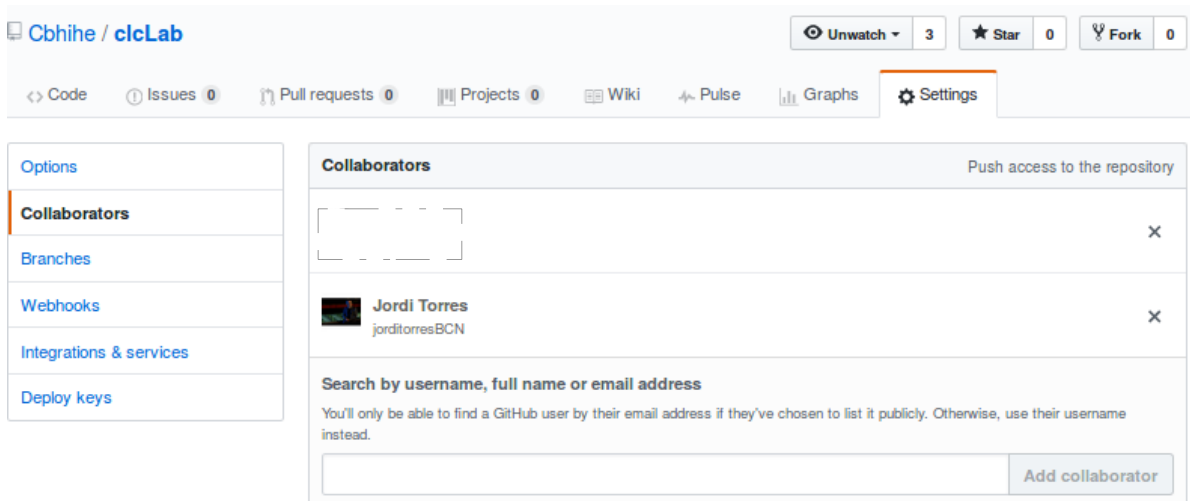 Cbhihe / clcLab
Unwatch 3 Star 0 Fork 0
Code Issues 0 Pull requests 0 Projects 0 Wiki Pulse Graphs Settings
Options
Collaborators
Branches
Webhooks
Integrations & services
Deploy keys
Collaborators Push access to the repository
Jordi Torres
jorditorresBCN
Search by username, full name or email address
You'll only be able to find a GitHub user by their email address if they've chosen to list it publicly. Otherwise, use their username
instead.
Add collaborator